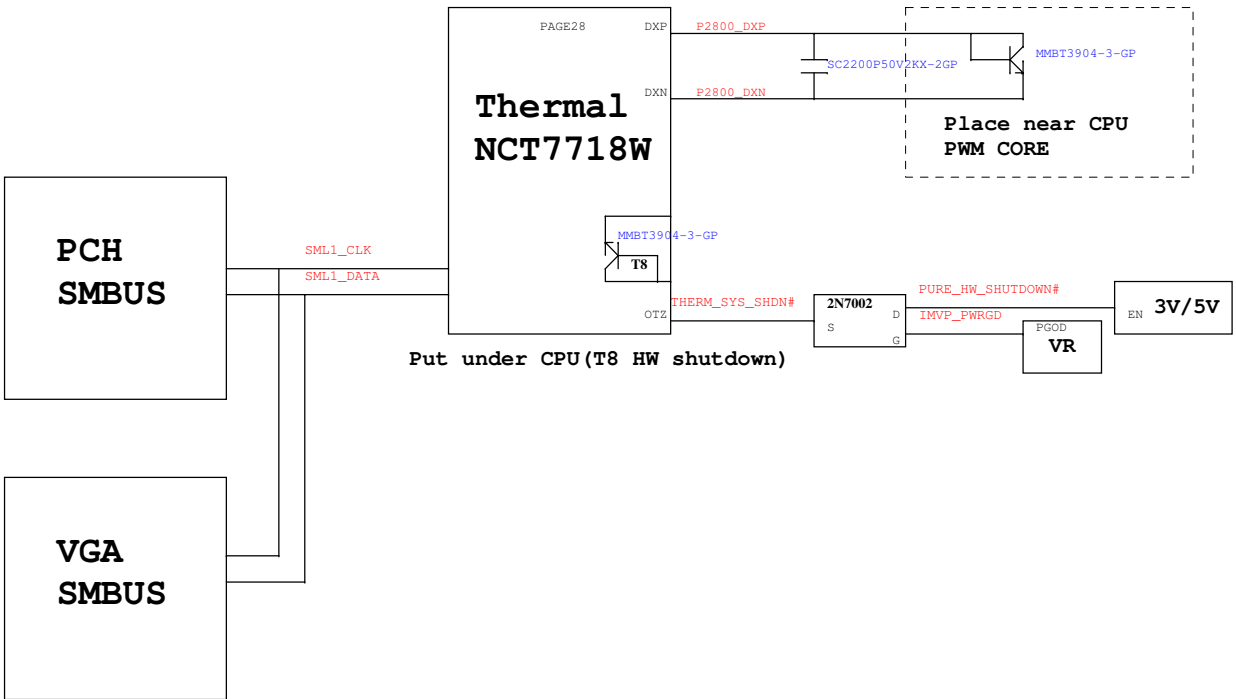 PAGE28
DXP
P2800_DXP
MMBT3904-3-GP
SC2200P50V2KX-2GP
DXN
P2800_DXN
Thermal
NCT7718W
Place near CPU
PWM CORE
PCH
SMBUS
SML1_CLK
SML1_DATA
MMBT3904-3-GP
T8
OTZ
THERM_SYS_SHDN#
2N7002
S
D
G
PURE_HW_SHUTDOWN#
IMVP_PWRGD
EN
3V/5V
PGOD
VR
Put under CPU(T8 HW shutdown)
VGA
SMBUS